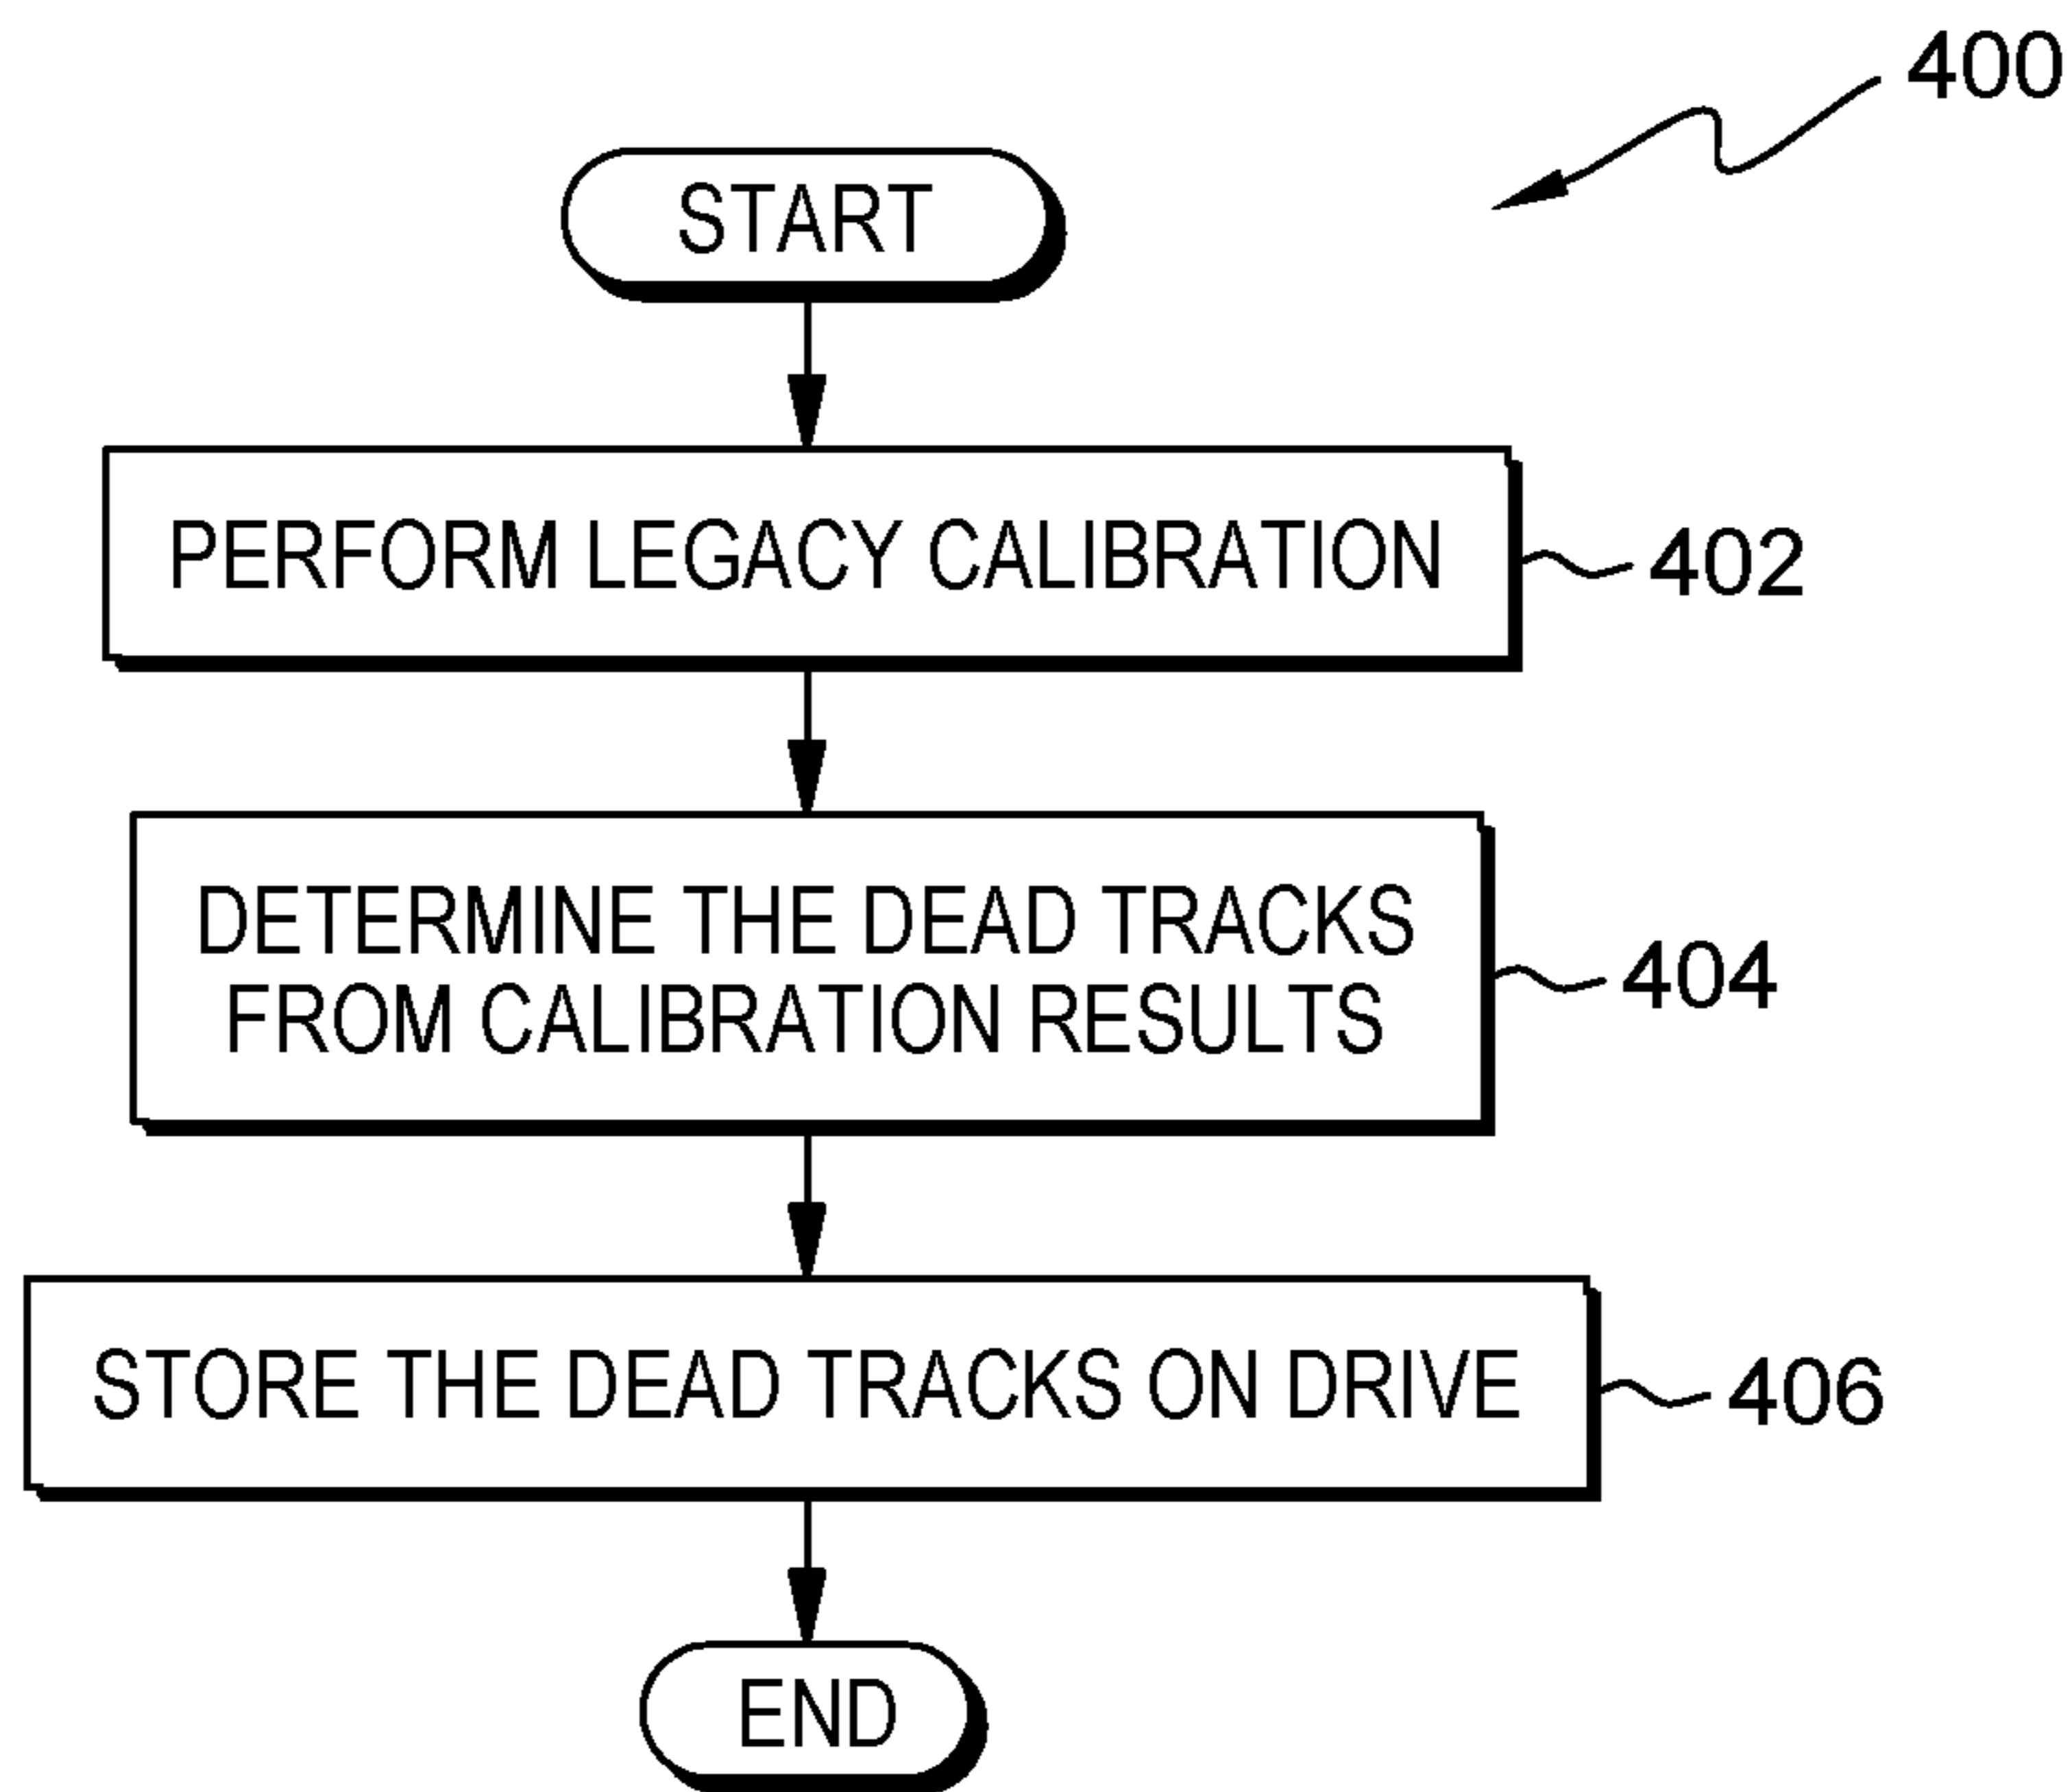 400
START
PERFORM LEGACY CALIBRATION
402
DETERMINE THE DEAD TRACKS
FROM CALIBRATION RESULTS
404
STORE THE DEAD TRACKS ON DRIVE
406
END